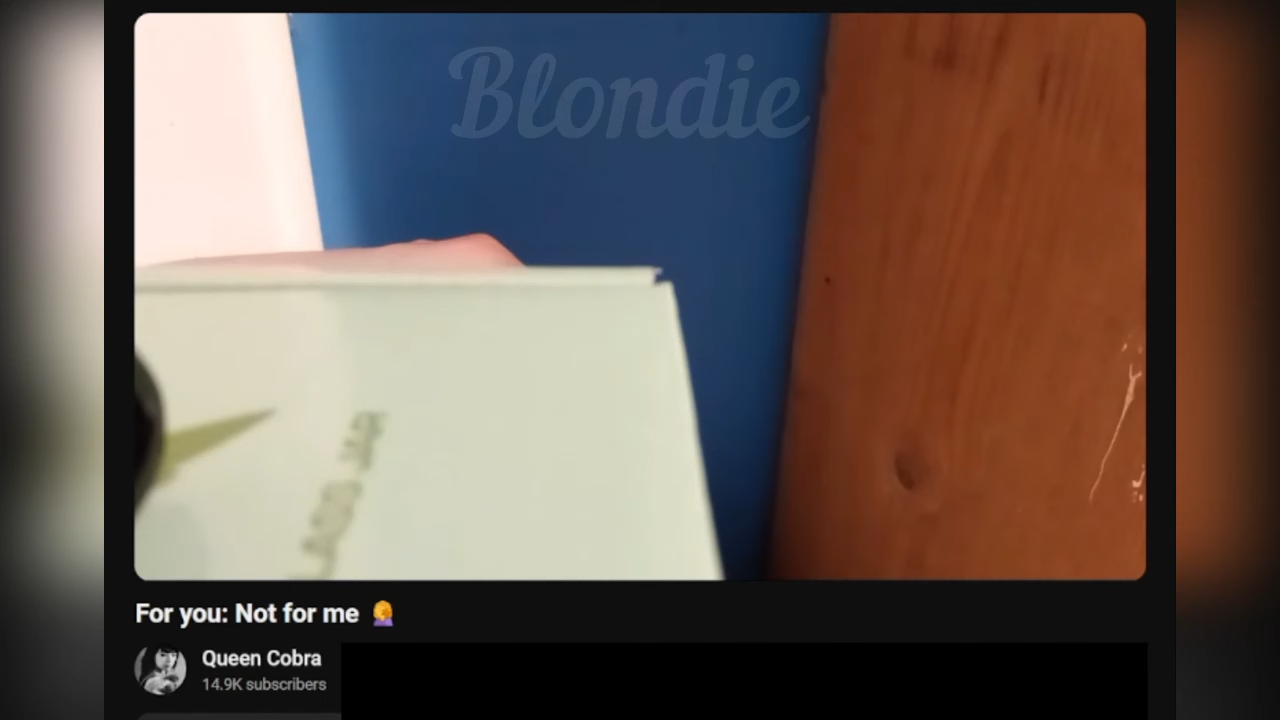 Blondie
For you: Not for me 🤦‍♀️
Queen Cobra
14.9K subscribers